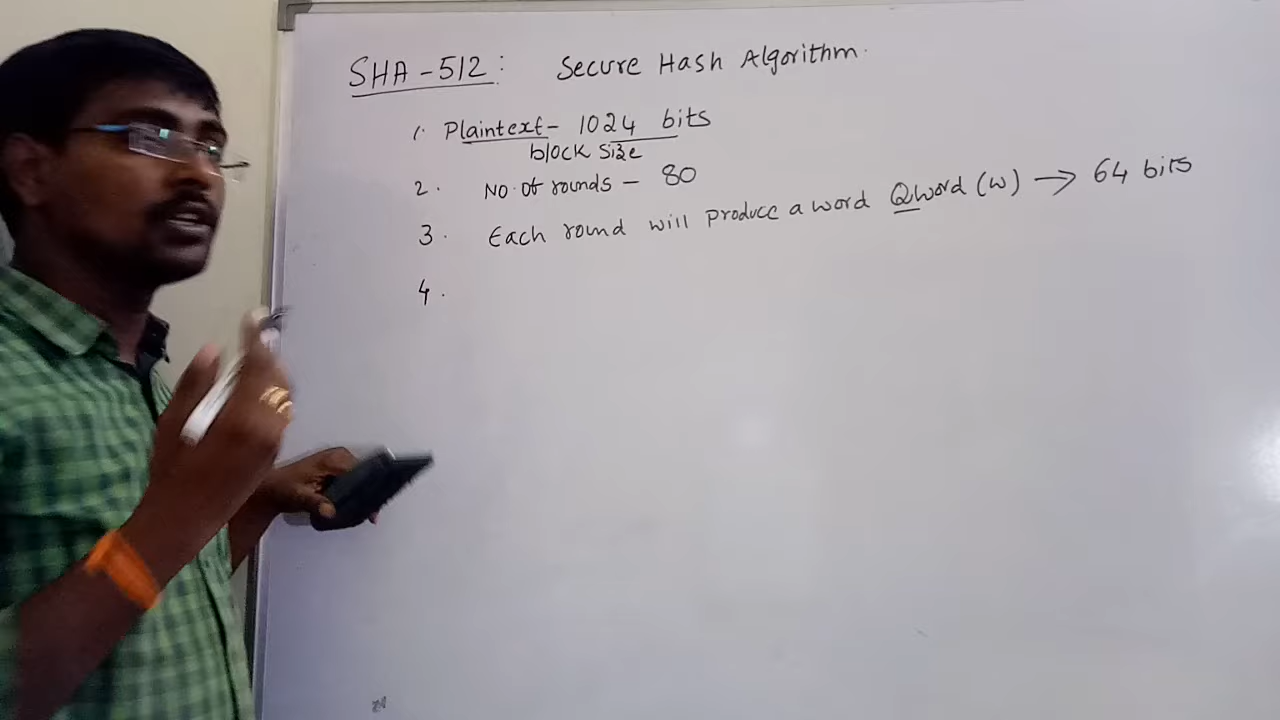 SHA-512: Secure Hash Algorithm.
1. Plaintext- 1024 bits
block size
2. No. of rounds - 80
3. Each round will produce a word Qword (w) → 64 bits
4.